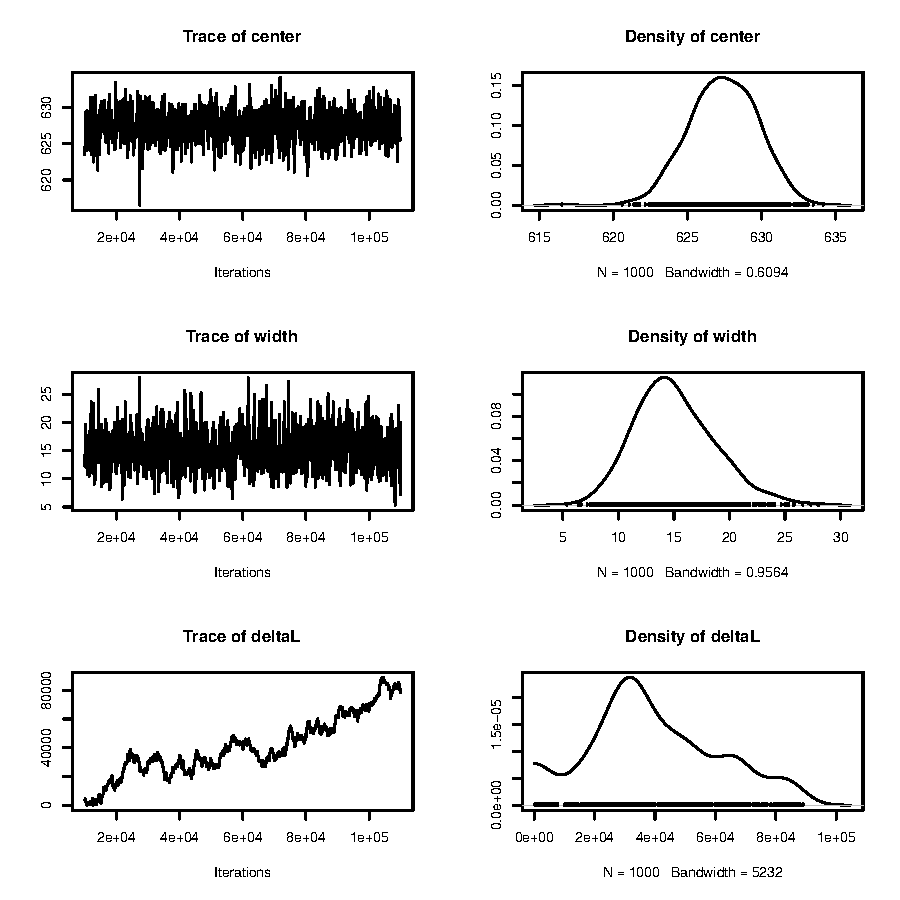 Trace of center
Density of center
620 625 630
2e+04 4e+04 6e+04 8e+04 1e+05
Iterations
0.00 0.05 0.10 0.15
615 620 625 630 635
N = 1000 Bandwidth = 0.6094
Trace of width
Density of width
5 10 15 20 25
2e+04 4e+04 6e+04 8e+04 1e+05
Iterations
0.00 0.04 0.08
5 10 15 20 25 30
N = 1000 Bandwidth = 0.9564
Trace of deltaL
Density of deltaL
0 40000 80000
2e+04 4e+04 6e+04 8e+04 1e+05
Iterations
0.0e+00 1.5e-05
0e+00 2e+04 4e+04 6e+04 8e+04 1e+05
N = 1000 Bandwidth = 5232